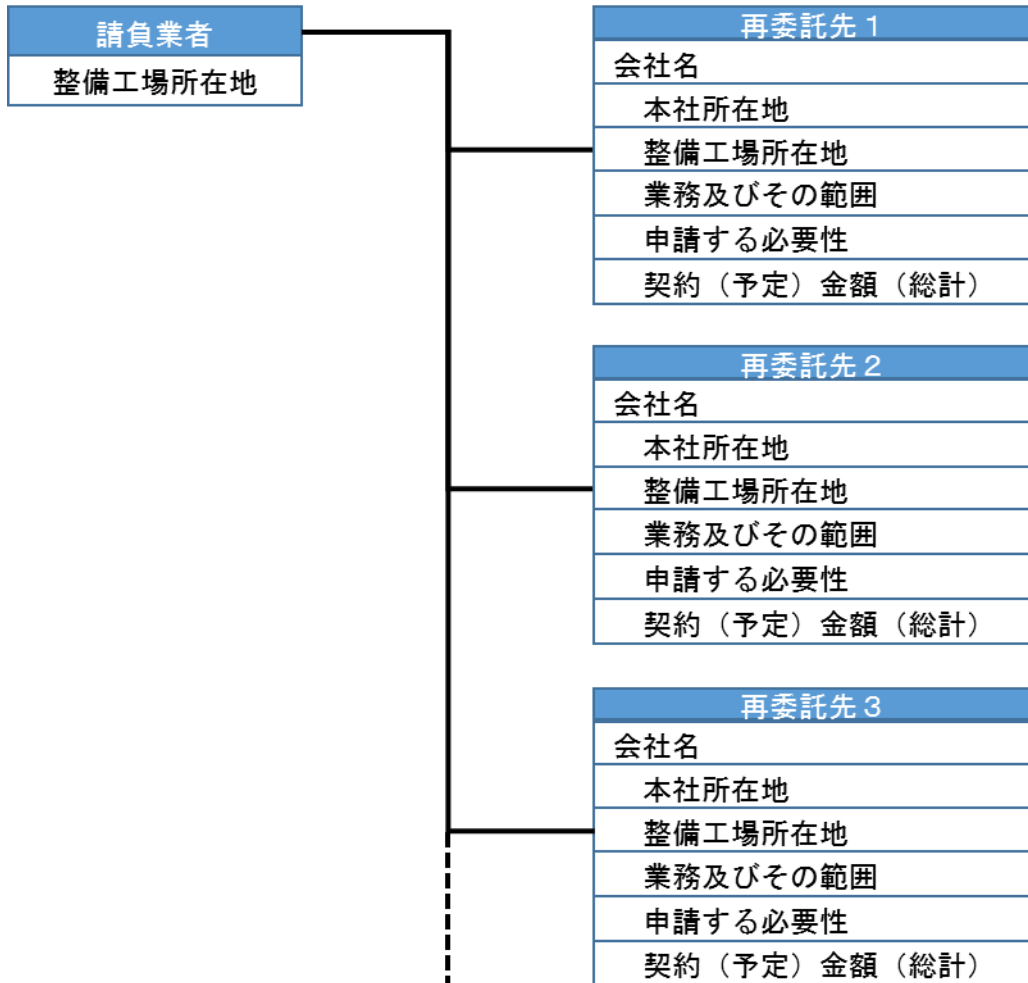 請負業者
整備工場所在地
再委託先1
会社名
本社所在地
整備工場所在地
業務及びその範囲
申請する必要性
契約（予定）金額（総計）
再委託先2
会社名
本社所在地
整備工場所在地
業務及びその範囲
申請する必要性
契約（予定）金額（総計）
再委託先3
会社名
本社所在地
整備工場所在地
業務及びその範囲
申請する必要性
契約（予定）金額（総計）